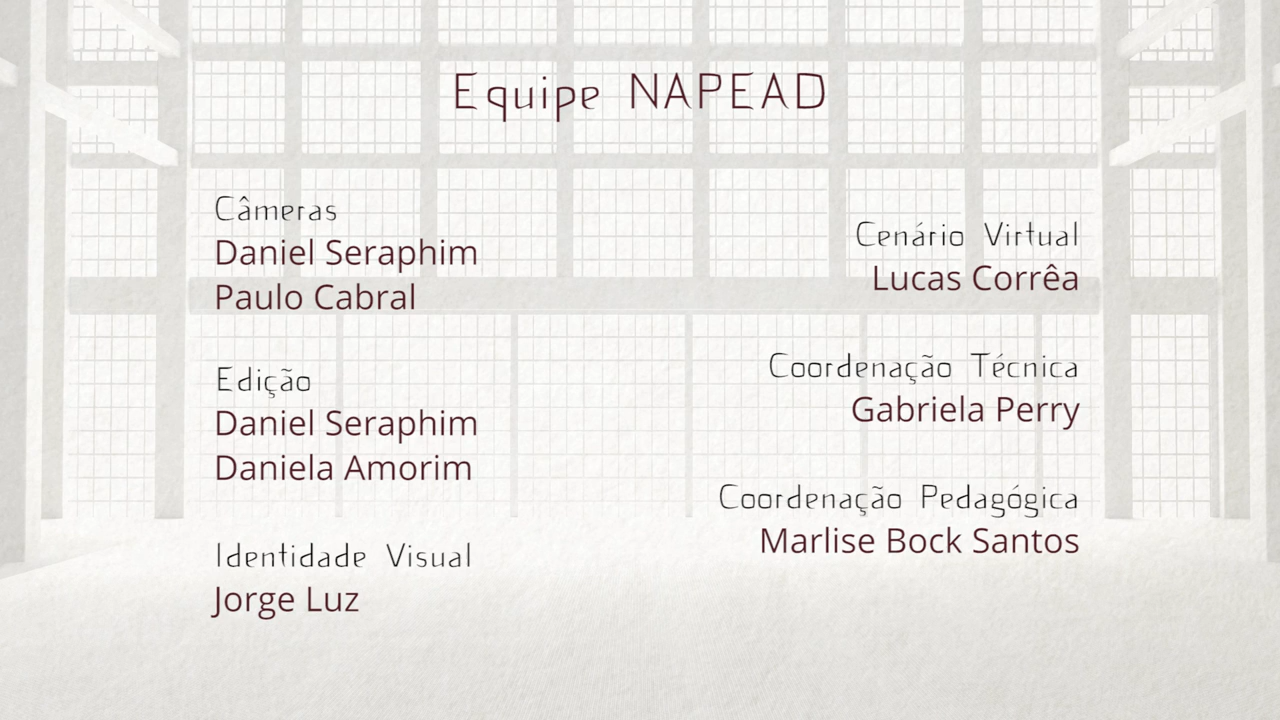 Equipe NAPEAD
Câmeras
Daniel Seraphim
Paulo Cabral
Edição
Daniel Seraphim
Daniela Amorim
Identidade Visual
Jorge Luz
Cenário Virtual
Lucas Corrêa
Coordenação Técnica
Gabriela Perry
Coordenação Pedagógica
Marlise Bock Santos